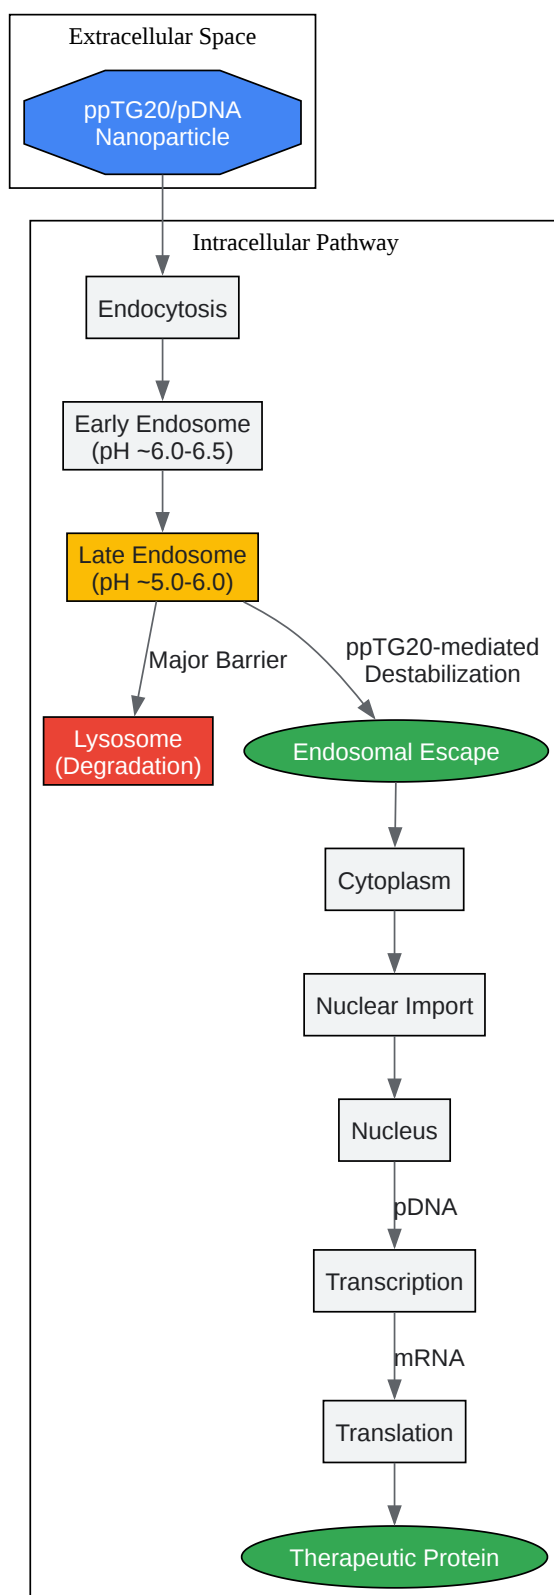 Extracellular Space
ppTG20/pDNA
Nanoparticle
Intracellular Pathway
Endocytosis
Early Endosome
(pH ~6.0-6.5)
Late Endosome
(pH ~5.0-6.0)
Major Barrier
ppTG20-mediated
Destabilization
Lysosome
(Degradation)
Endosomal Escape
Cytoplasm
Nuclear Import
Nucleus
pDNA
Transcription
mRNA
Translation
Therapeutic Protein